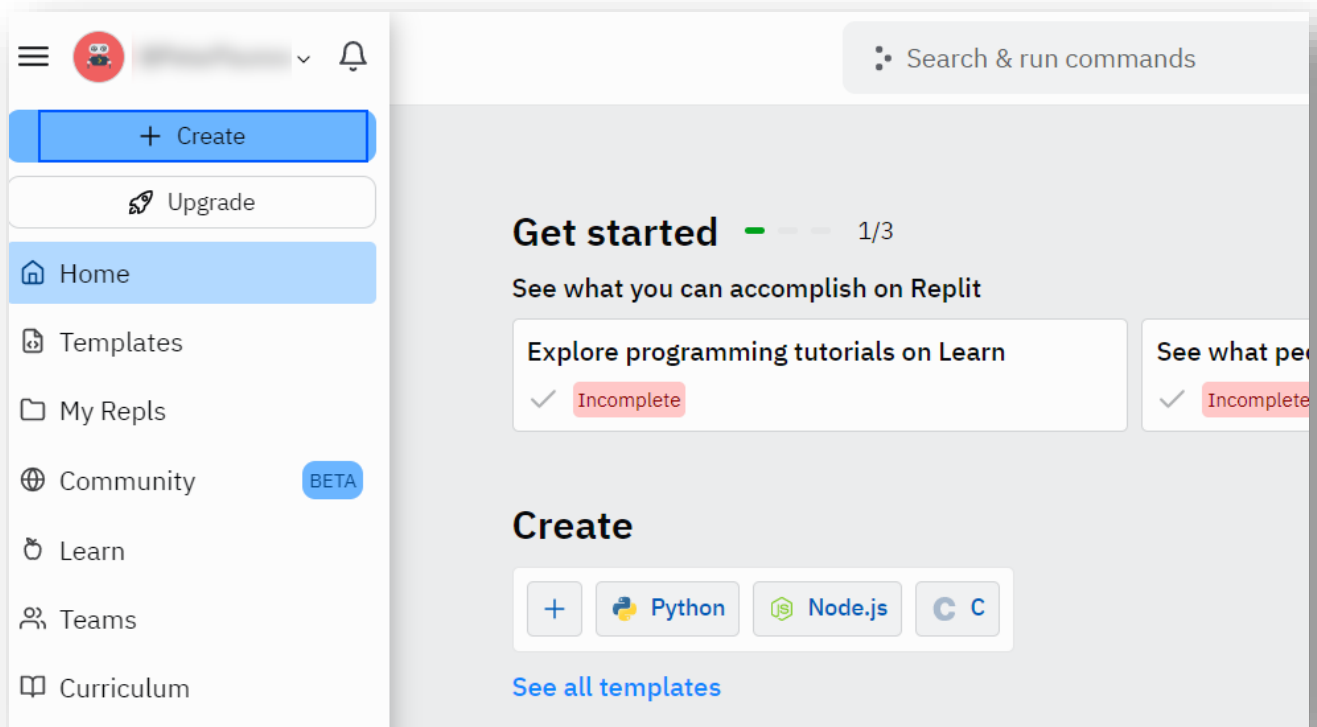 Search & run commands
+ Create
Upgrade
Home
Templates
My Repls
Community BETA
Learn
Teams
Curriculum
Get started 1/3
See what you can accomplish on Replit
Explore programming tutorials on Learn
Incomplete
See what
Incomplete
Create
+ Python Node.js C C
See all templates